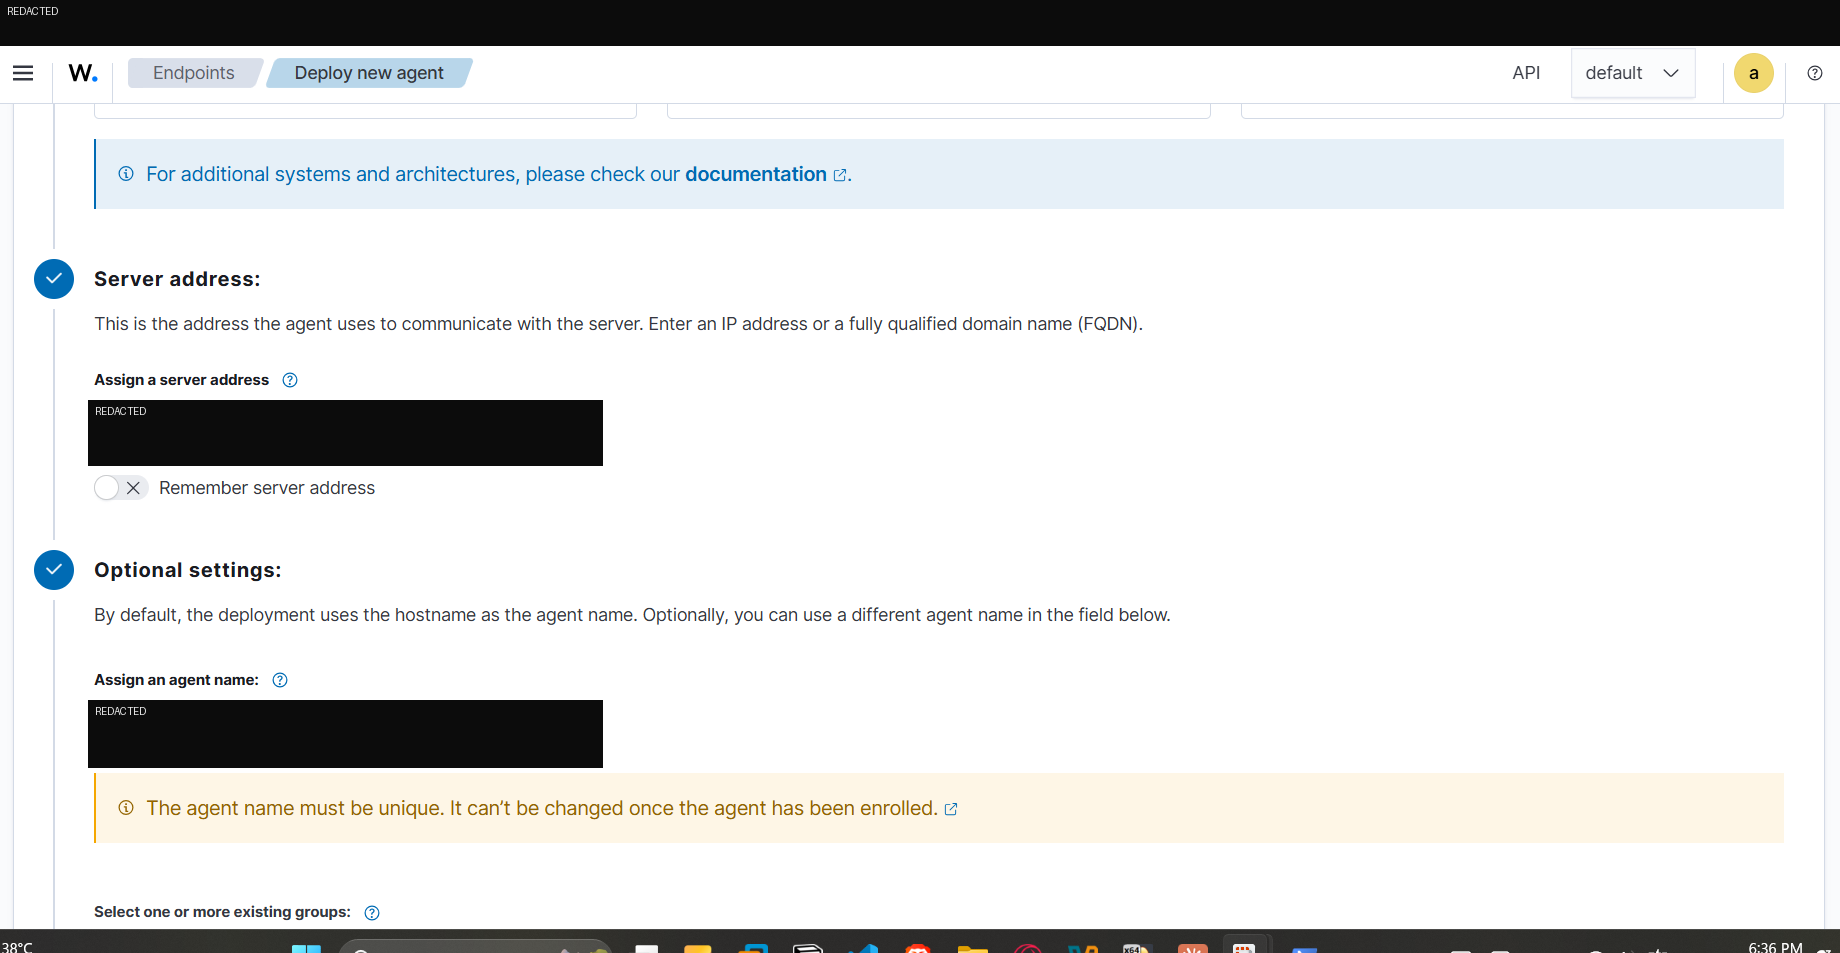 REDACTED
W.
Endpoints
Deploy new agent
API
default
a
For additional systems and architectures, please check our documentation.
Server address:
This is the address the agent uses to communicate with the server. Enter an IP address or a fully qualified domain name (FQDN).
Assign a server address
REDACTED
Remember server address
Optional settings:
By default, the deployment uses the hostname as the agent name. Optionally, you can use a different agent name in the field below.
Assign an agent name:
REDACTED
The agent name must be unique. It can’t be changed once the agent has been enrolled.
Select one or more existing groups:
38°C
x64
6:36 PM